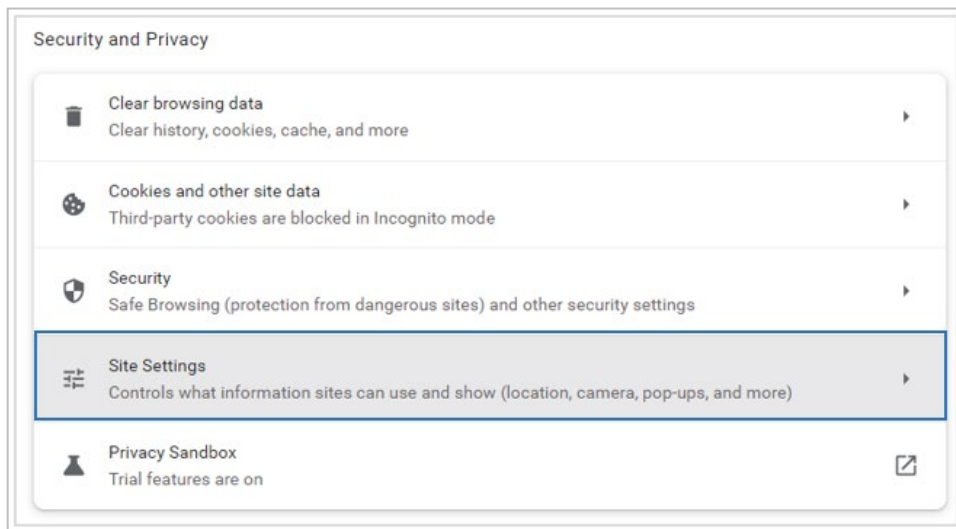 Security and Privacy
Clear browsing data
Clear history, cookies, cache, and more
Cookies and other site data
Third-party cookies are blocked in Incognito mode
Security
Safe Browsing (protection from dangerous sites) and other security settings
Site Settings
Controls what information sites can use and show (location, camera, pop-ups, and more)
Privacy Sandbox
Trial features are on